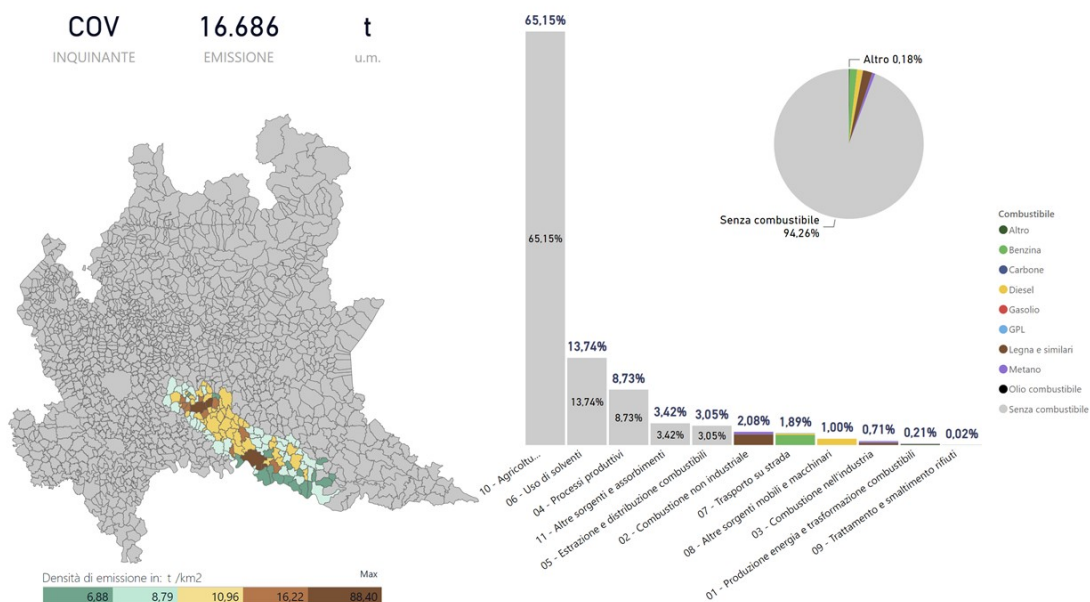 COV 16.686 t
INQUINANTE EMISSIONE u.m.
65,15%
Altro 0,18%
Senza combustibile
94,26%
65,15%
13,74%
13,74%
8,73%
8,73%
3,42%
3,42%
3,05%
3,05%
2,08%
1,89%
1,00%
0,71%
0,21%
0,02%
10 - Agricoltu...
06 - Uso di solventi
04 - Processi produttivi
11 - Altre sorgenti e assorbimenti
05 - Estrazione e distribuzione combustibili
02 - Combustione non industriale
07 - Trasporto su strada
08 - Altre sorgenti mobili e macchinari
03 - Combustione nell'industria
01 - Produzione energia e trasformazione combustibili
09 - Trattamento e smaltimento rifiuti
Combustibile
Altro
Benzina
Carbone
Diesel
Gasolio
GPL
Legna e similari
Metano
Olio combustibile
Senza combustibile
Densità di emissione in: t /km2
Max
6,88 8,79 10,96 16,22 88,40